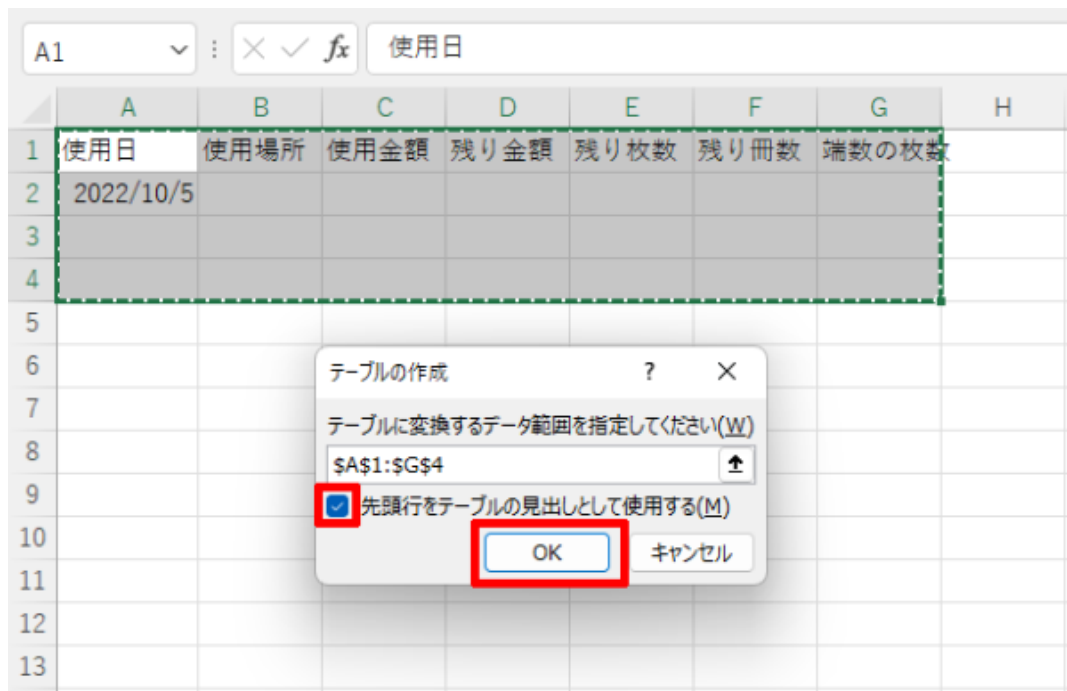 A1 fx 使用日
A B C D E F G H
1 使用日 使用場所 使用金額 残り金額 残り枚数 残り冊数 端数の枚数
2 2022/10/5
3
4
5
6
テーブルの作成 ? ×
7
テーブルに変換するデータ範囲を指定してください(W)
8
$A$1:$G$4
9
先頭行をテーブルの見出しとして使用する(M)
10
OK キャンセル
11
12
13